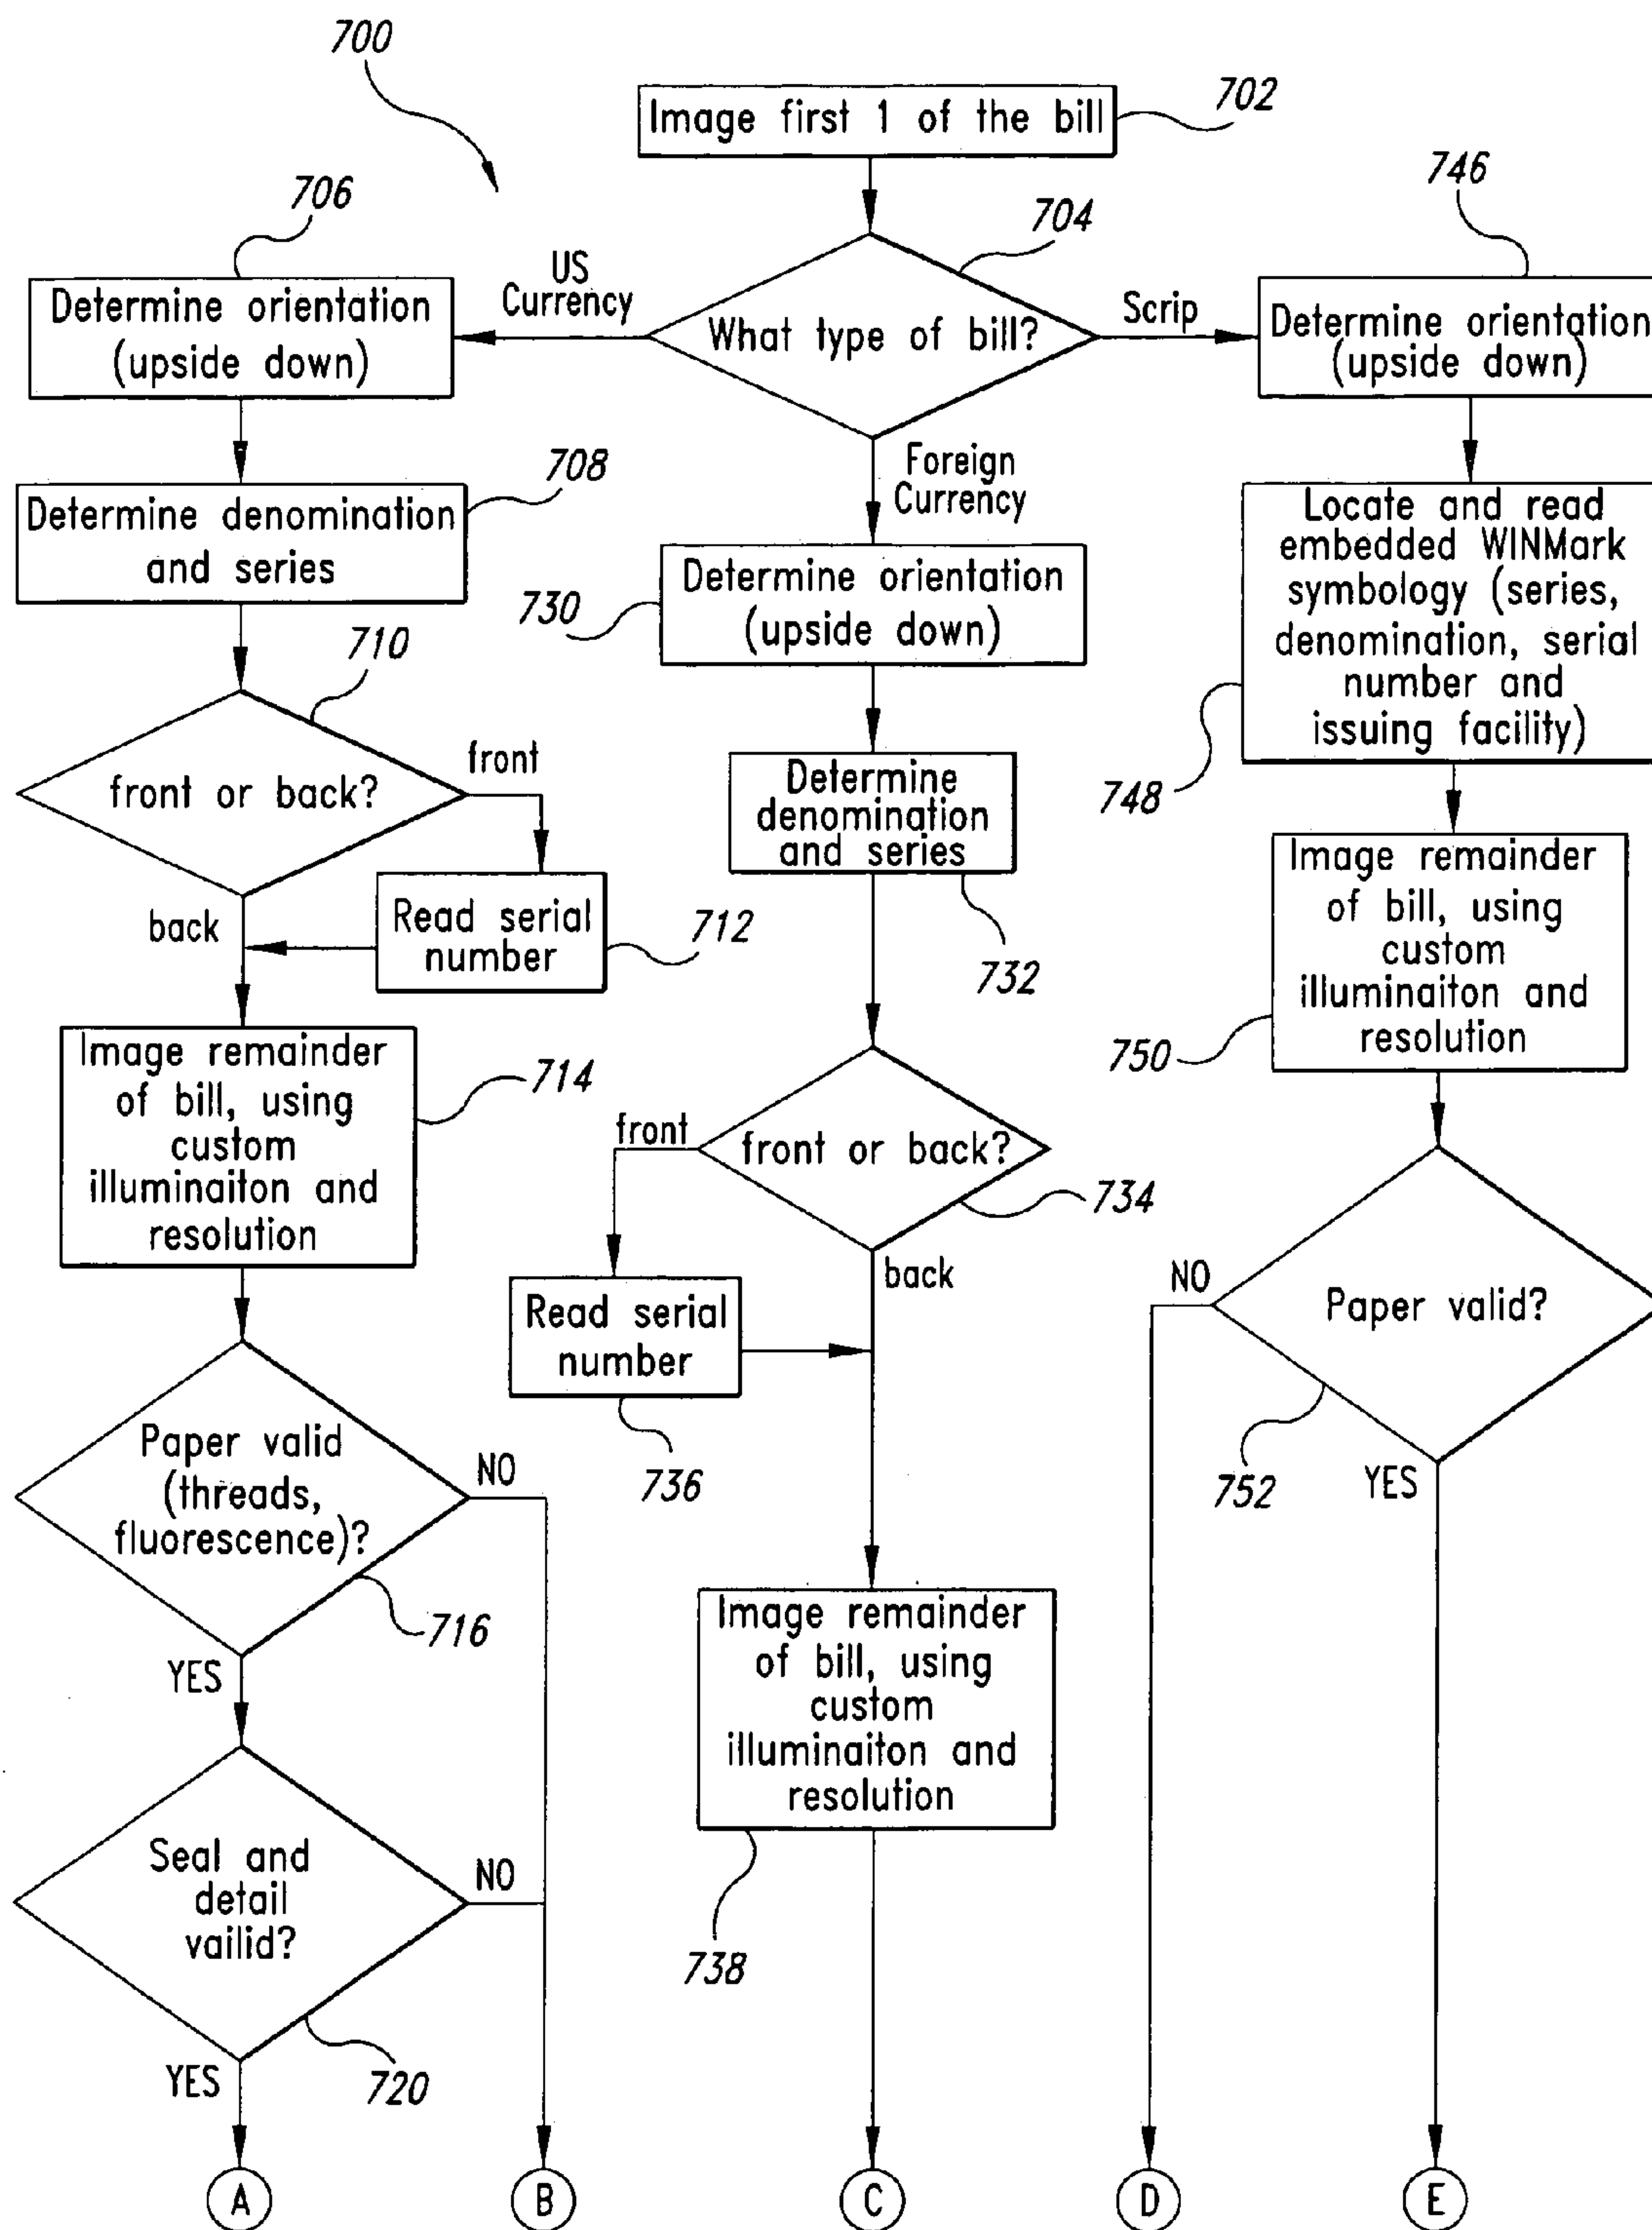 700
Image first 1 of the bill
702
704
What type of bill?
US
Currency
706
Determine orientation
(upside down)
708
Determine denomination
and series
710
front or back?
front
Read serial
number
712
back
Image remainder
of bill, using
custom
illuminaiton and
resolution
714
Paper valid
(threads,
fluorescence)?
716
NO
YES
Seal and
detail
vailid?
720
NO
YES
A
B
Foreign
Currency
Determine orientation
(upside down)
730
Determine
denomination
and series
732
front or back?
734
front
Read serial
number
736
back
Image remainder
of bill, using
custom
illuminaiton and
resolution
738
C
Scrip
746
Determine orientation
(upside down)
Locate and read
embedded WINMark
symbology (series,
denomination, serial
number and
issuing facility)
748
Image remainder
of bill, using
custom
illuminaiton and
resolution
750
Paper valid?
752
NO
YES
D
E